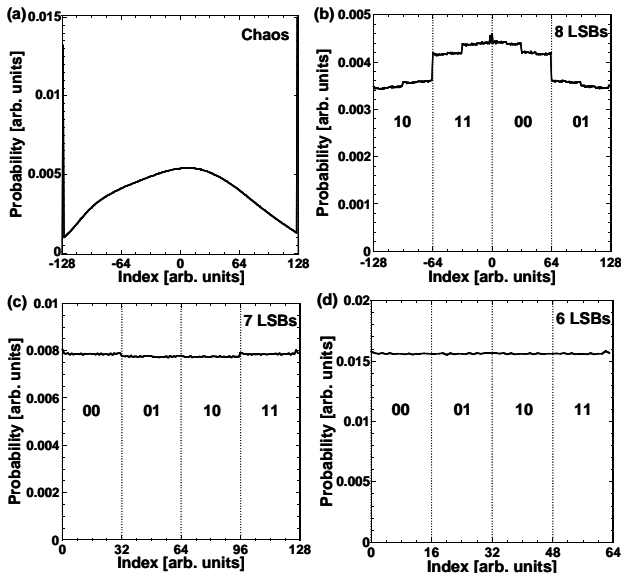 (a)
Chaos
Probability [arb. units]
0.015
0.01
0.005
0
-128 -64 0 64 128
Index [arb. units]
(b)
8 LSBs
Probability [arb. units]
0.005
0.004
0.003
0.002
0.001
0.000
10 11 00 01
-128 -64 0 64 128
Index [arb. units]
(c)
7 LSBs
Probability [arb. units]
0.01
0.008
0.006
0.004
0.002
0
00 01 10 11
0 32 64 96 128
Index [arb. units]
(d)
6 LSBs
Probability [arb. units]
0.02
0.015
0.01
0.005
0
00 01 10 11
0 16 32 48 64
Index [arb. units]